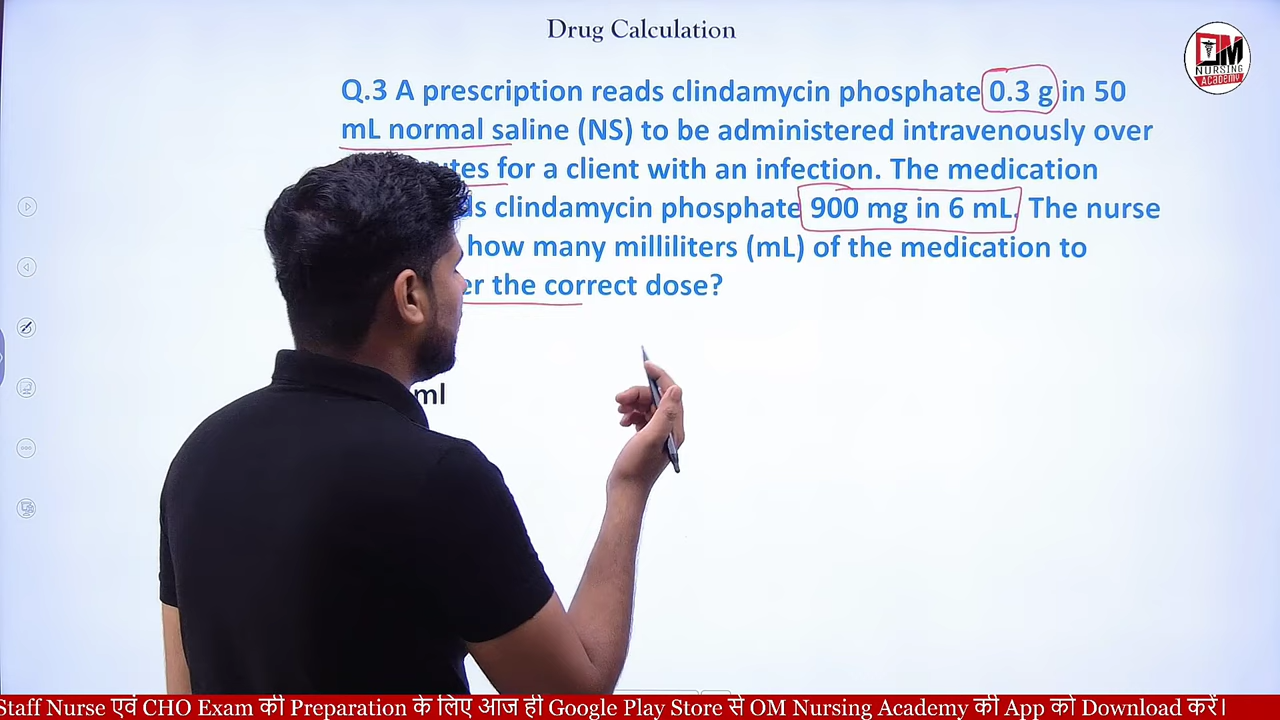 Drug Calculation
OM
NURSING
ACADEMY
Q.3 A prescription reads clindamycin phosphate 0.3 g in 50
mL normal saline (NS) to be administered intravenously over
for a client with an infection. The medication
clindamycin phosphate 900 mg in 6 mL. The nurse
how many milliliters (mL) of the medication to
the correct dose?
ml
Staff Nurse एवं CHO Exam की Preparation के लिए आज ही Google Play Store से OM Nursing Academy की App को Download करें।